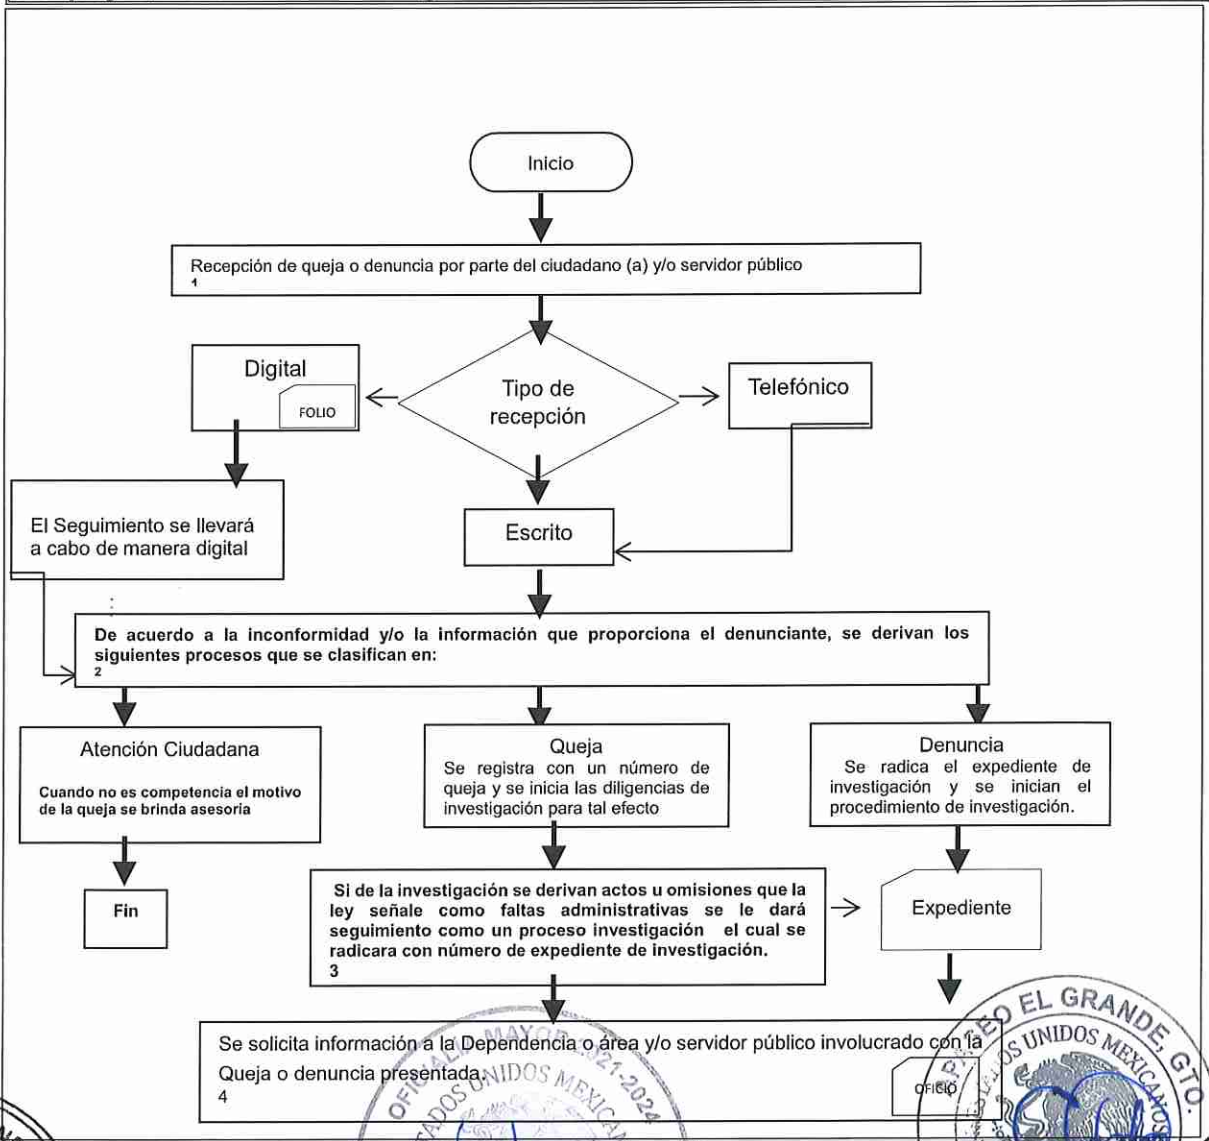 Inicio
Recepción de queja o denuncia por parte del ciudadano (a) y/o servidor público
1
Digital
FOLIO
Tipo de
recepción
Telefónico
El Seguimiento se llevará
a cabo de manera digital
Escrito
De acuerdo a la inconformidad y/o la información que proporciona el denunciante, se derivan los
siguientes procesos que se clasifican en:
2
Atención Ciudadana
Cuando no es competencia el motivo
de la queja se brinda asesoria
Queja
Se registra con un número de
queja y se inicia las diligencias de
investigación para tal efecto
Denuncia
Se radica el expediente de
investigación y se inician el
procedimiento de investigación.
Fin
Si de la investigación se derivan actos u omisiones que la
ley señale como faltas administrativas se le dará
seguimiento como un proceso investigación el cual se
radicara con número de expediente de investigación.
3
Expediente
Se solicita información a la Dependencia o área y/o servidor público involucrado con la
Queja o denuncia presentada.
4
OFICIO
OFICIALIA MAYOR 2021-2024
UNIDOS
EL GRANDE, GTO.
UNIDOS MEXICANOS